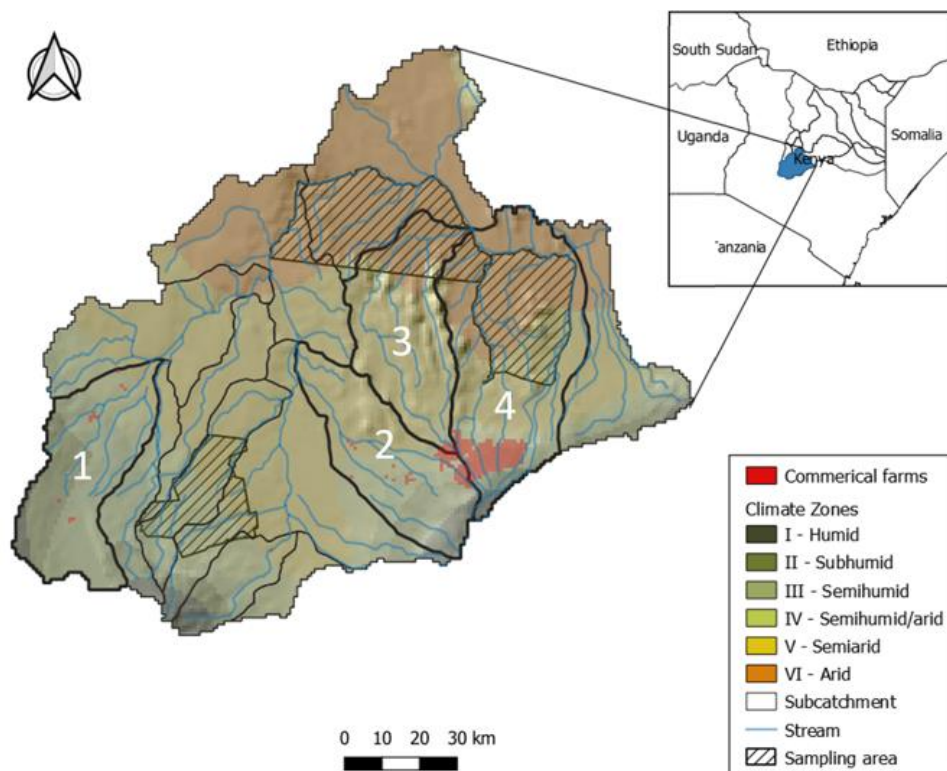 South Sudan
Ethiopia
Uganda
Kenya
Somalia
'anzania
3
4
1
2
Commerical farms
Climate Zones
I - Humid
II - Subhumid
III - Semihumid
IV - Semihumid/arid
V - Semiarid
VI - Arid
Subcatchment
Stream
Sampling area
0 10 20 30 km